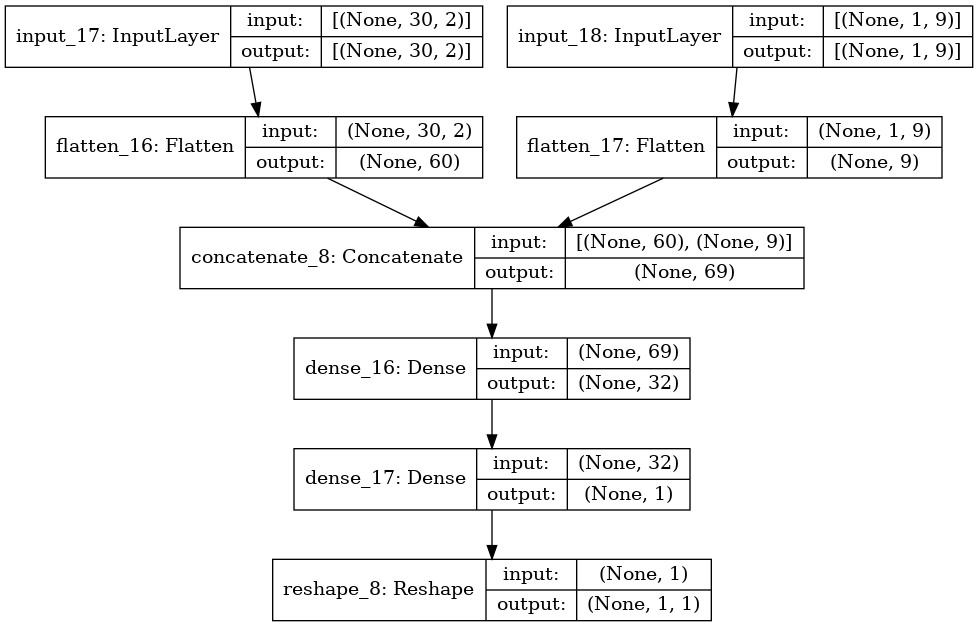 input_17: InputLayer
input:
[(None, 30, 2)]
output:
[(None, 30, 2)]
input_18: InputLayer
input:
[(None, 1, 9)]
output:
[(None, 1, 9)]
flatten_16: Flatten
input:
(None, 30, 2)
output:
(None, 60)
flatten_17: Flatten
input:
(None, 1, 9)
output:
(None, 9)
concatenate_8: Concatenate
input:
[(None, 60), (None, 9)]
output:
(None, 69)
dense_16: Dense
input:
(None, 69)
output:
(None, 32)
dense_17: Dense
input:
(None, 32)
output:
(None, 1)
reshape_8: Reshape
input:
(None, 1)
output:
(None, 1, 1)